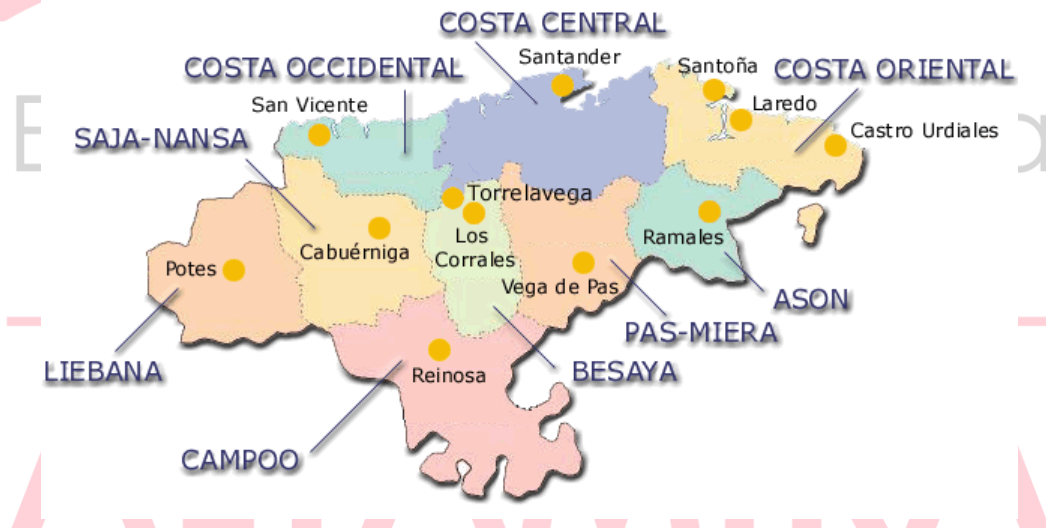 COSTA CENTRAL
Santander
COSTA OCCIDENTAL
Santoña
COSTA ORIENTAL
San Vicente
Laredo
SAJA-NANSA
Castro Urdiales
Torrelavega
Cabuérniga
Los
Corrales
Ramales
Potes
Vega de Pas
ASON
PAS-MIERA
LIEBANA
Reinosa
BESAYA
CAMPOO